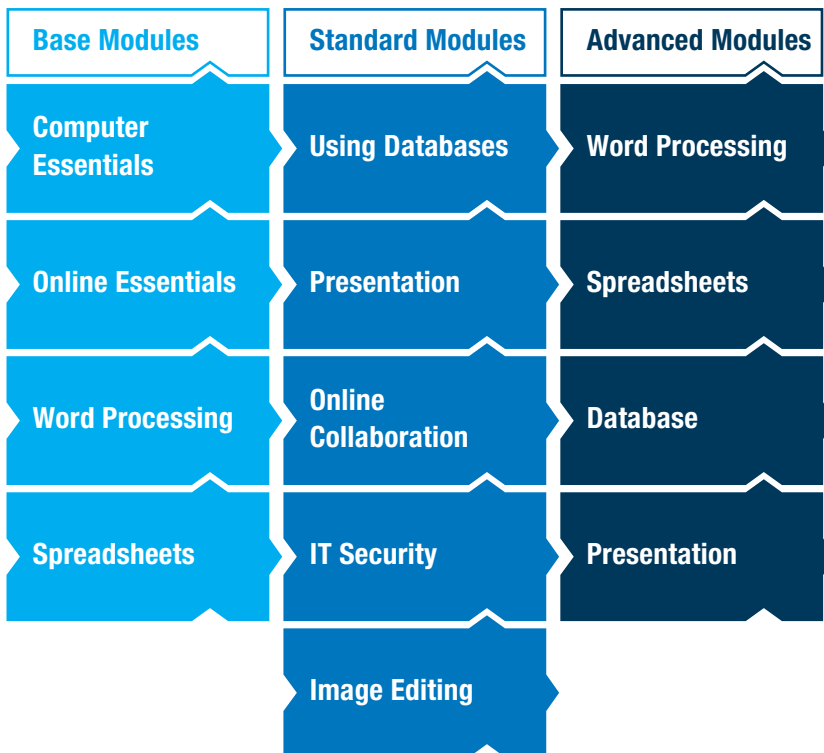 Base Modules
Computer
Essentials
Online Essentials
Word Processing
Spreadsheets
Standard Modules
Using Databases
Presentation
Online
Collaboration
IT Security
Image Editing
Advanced Modules
Word Processing
Spreadsheets
Database
Presentation